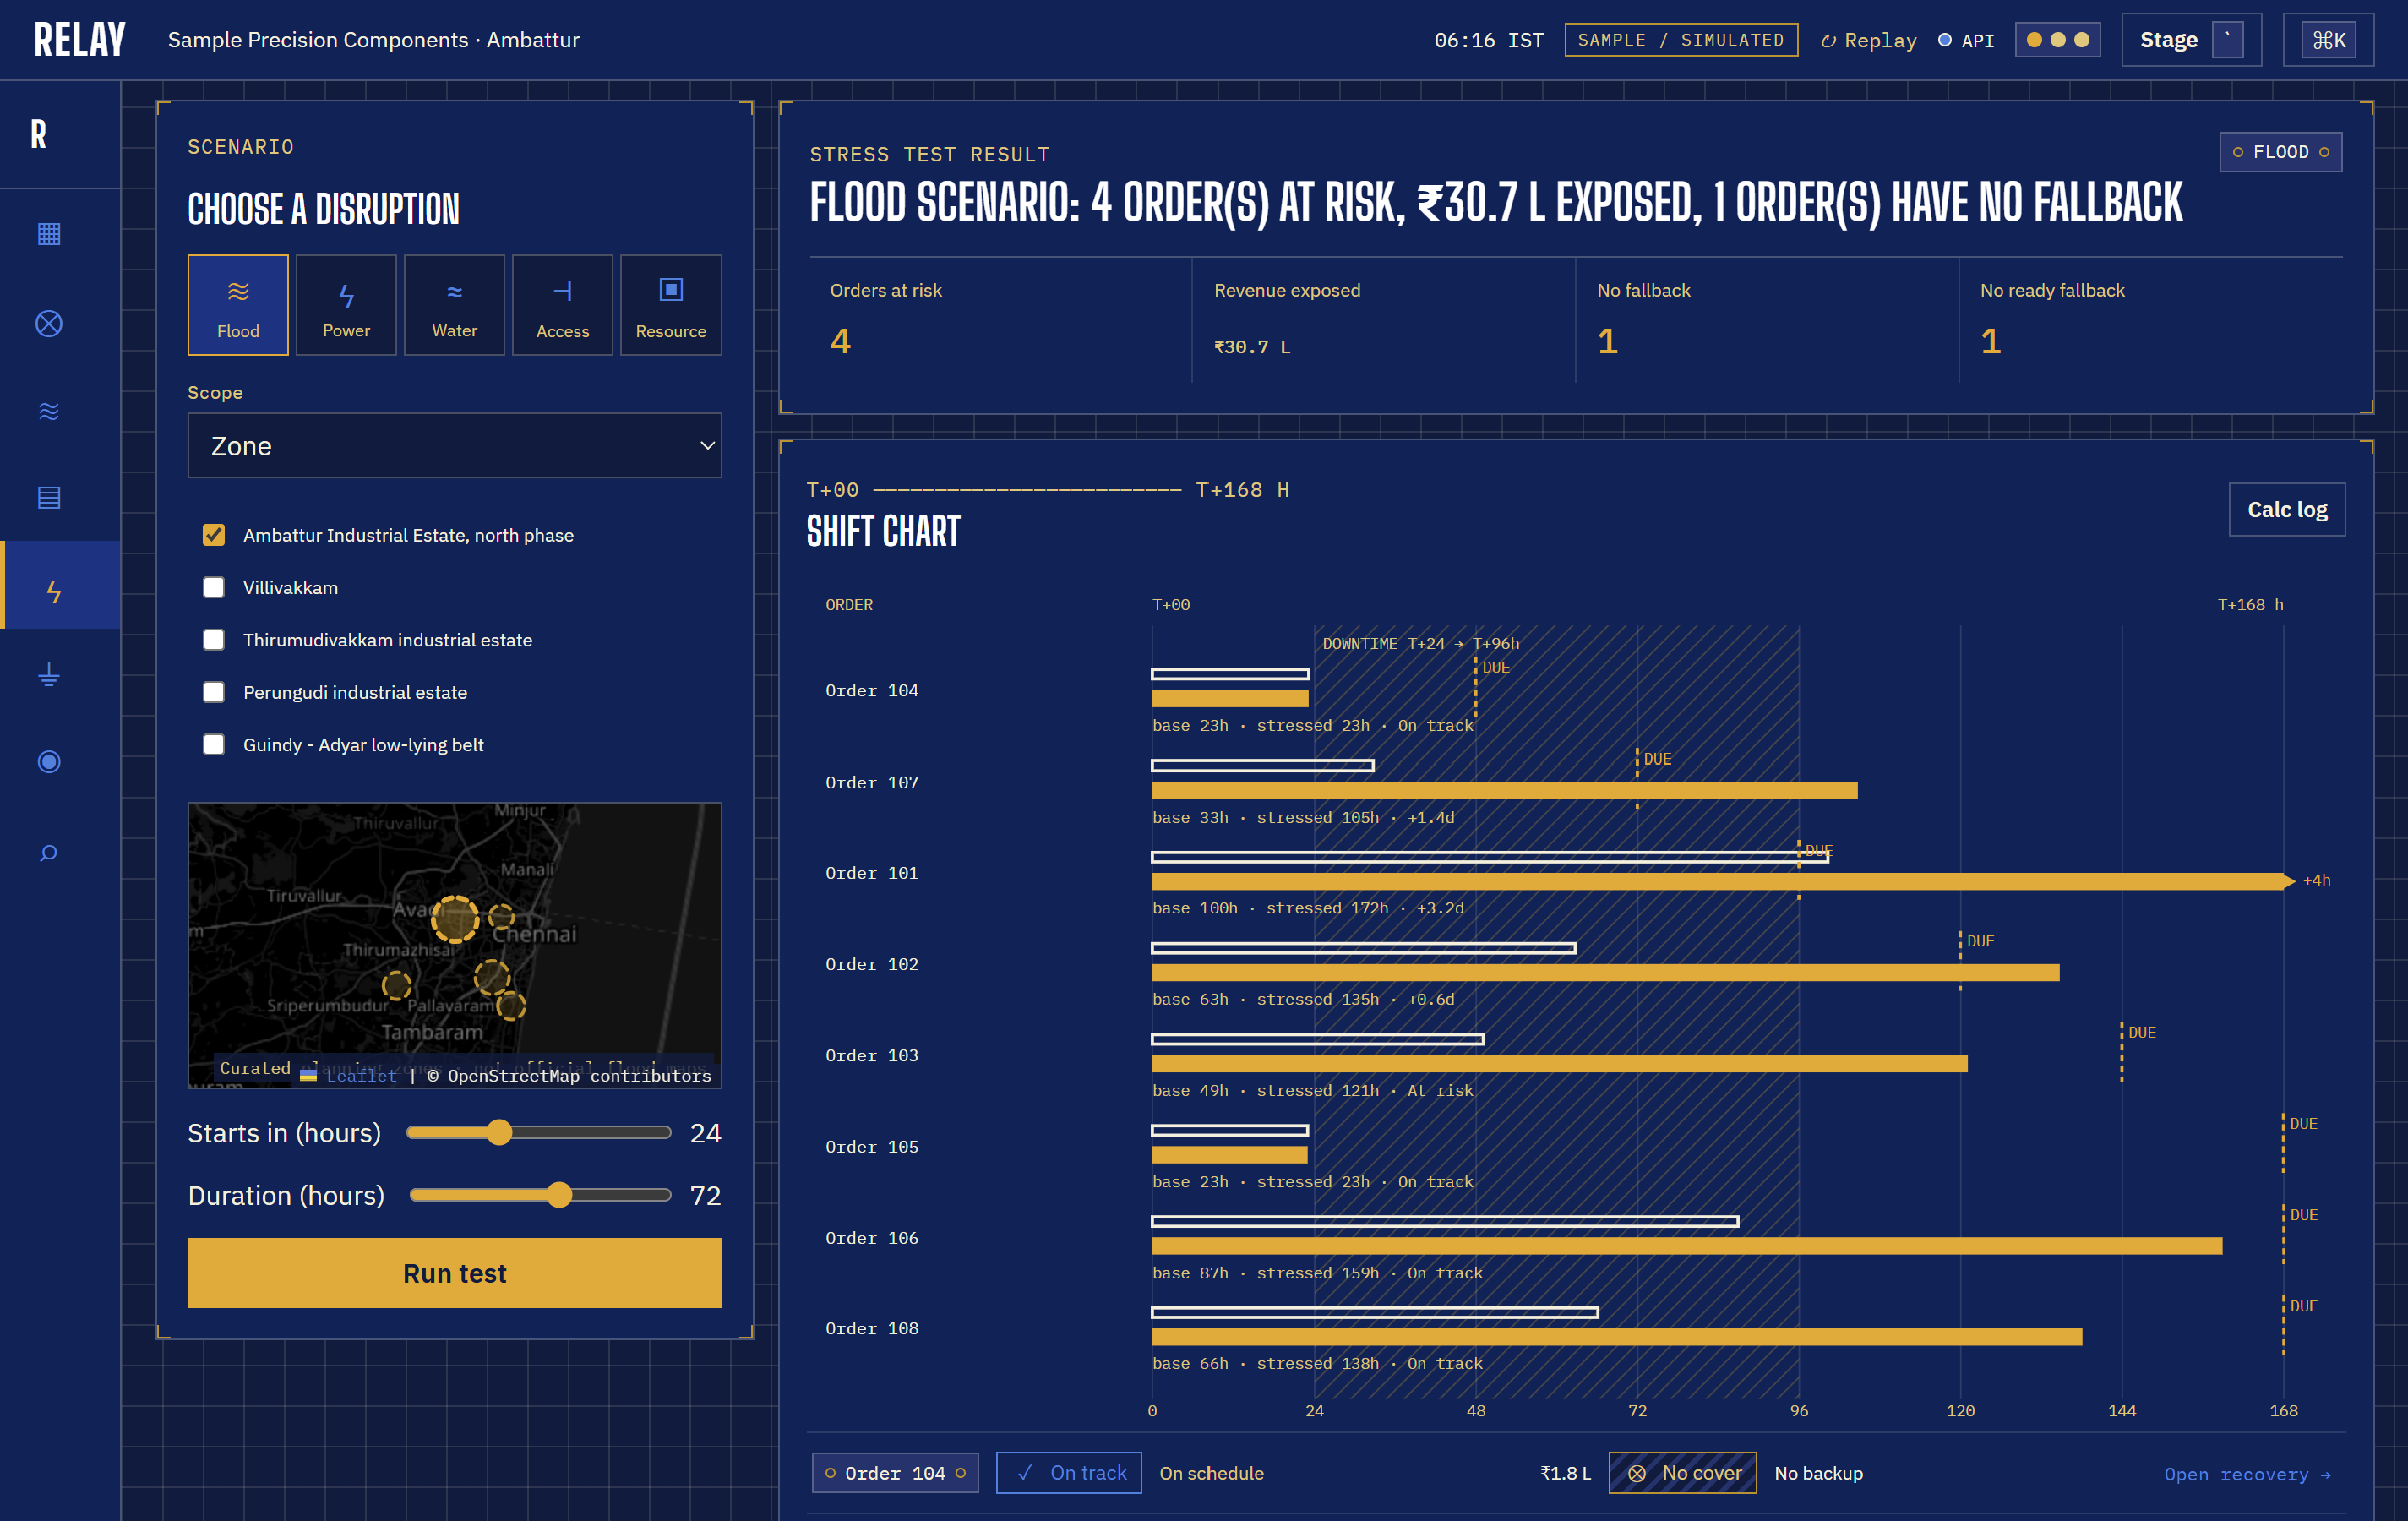 RELAY
Sample Precision Components · Ambattur
06:16 IST
SAMPLE / SIMULATED
↻ Replay
API
Stage `
⌘K
R
SCENARIO
CHOOSE A DISRUPTION
Flood
Power
Water
Access
Resource
Scope
Zone
Ambattur Industrial Estate, north phase
Villivakkam
Thirumudivakkam industrial estate
Perungudi industrial estate
Guindy - Adyar low-lying belt
Minjur
Thiruvallur
Manali
Tiruvallur
Avadi
Chennai
Thirumazhisai
Sriperumbudur
Pallavaram
Tambaram
Curated planning zones · not official flood maps
Leaflet | © OpenStreetMap contributors
Starts in (hours) 24
Duration (hours) 72
Run test
STRESS TEST RESULT
FLOOD
FLOOD SCENARIO: 4 ORDER(S) AT RISK, ₹30.7 L EXPOSED, 1 ORDER(S) HAVE NO FALLBACK
Orders at risk
4
Revenue exposed
₹30.7 L
No fallback
1
No ready fallback
1
T+00 ──────────────────────── T+168 H
SHIFT CHART
Calc log
ORDER
T+00
T+168 h
DOWNTIME T+24 → T+96h
DUE
Order 104
base 23h · stressed 23h · On track
DUE
Order 107
base 33h · stressed 105h · +1.4d
DUE
Order 101
+4h
base 100h · stressed 172h · +3.2d
DUE
Order 102
base 63h · stressed 135h · +0.6d
DUE
Order 103
base 49h · stressed 121h · At risk
DUE
Order 105
base 23h · stressed 23h · On track
DUE
Order 106
base 87h · stressed 159h · On track
DUE
Order 108
base 66h · stressed 138h · On track
0 24 48 72 96 120 144 168
Order 104
✓ On track
On schedule
₹1.8 L
No cover
No backup
Open recovery →